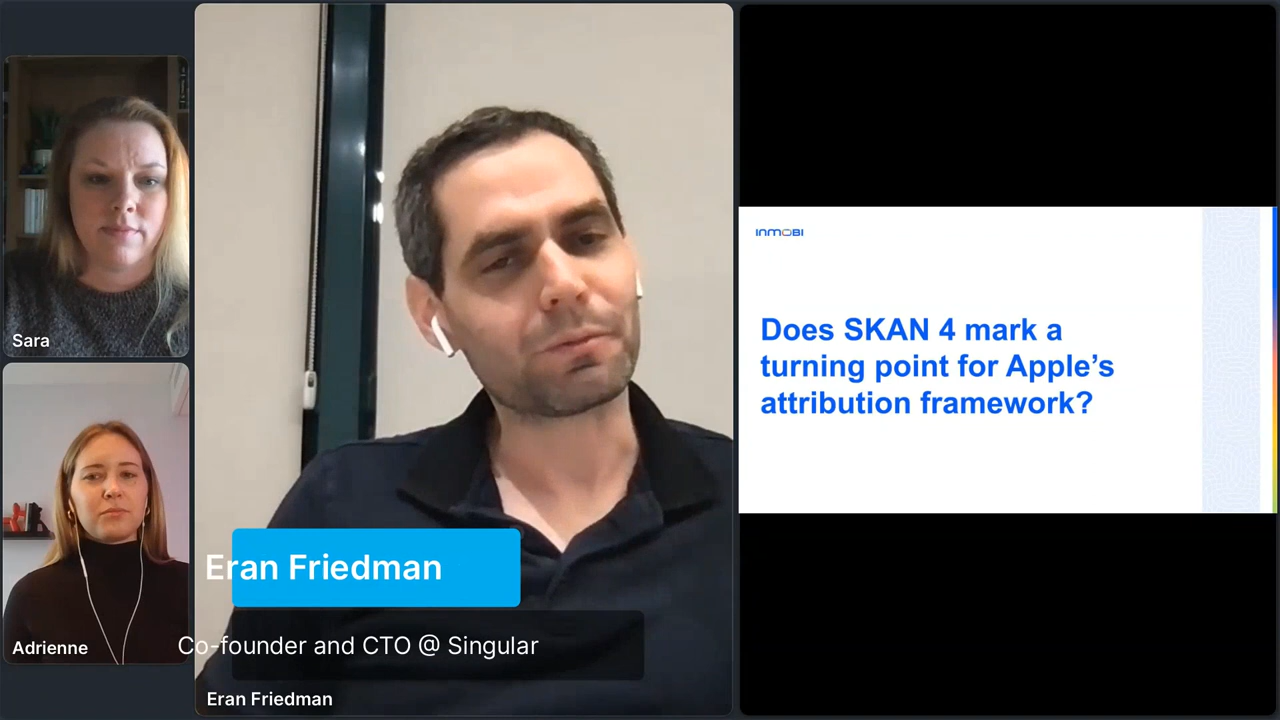 Sara
Adrienne
Eran Friedman
Co-founder and CTO @ Singular
Eran Friedman
INMOBI
Does SKAN 4 mark a
turning point for Apple’s
attribution framework?